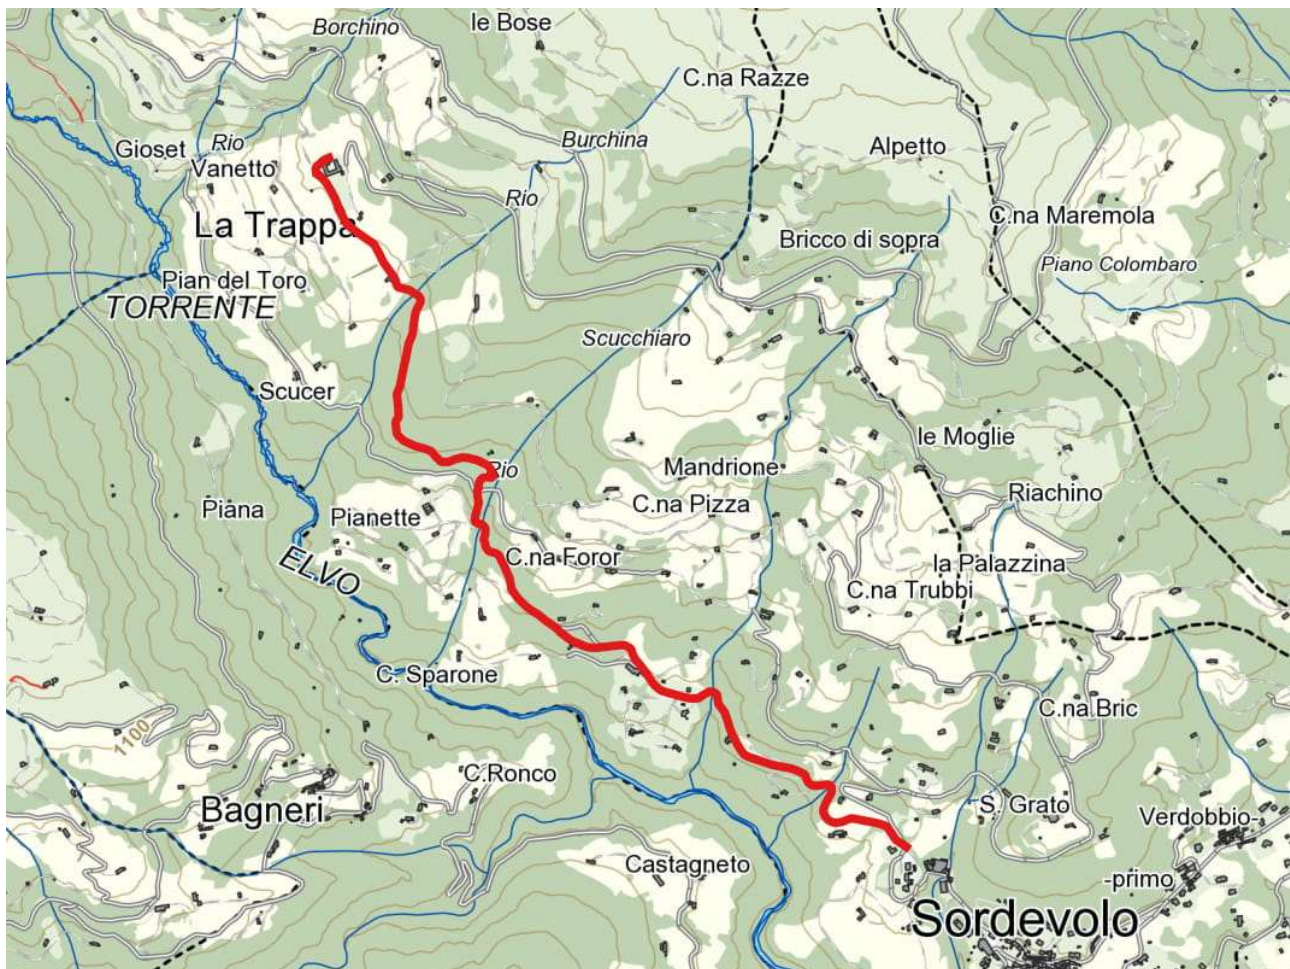 le Bose
Borchino
C.na Razze
Burchina
Rio
Gioset
Vanetto
Alpetto
Rio
La Trappa
C.na Maremola
Bricco di sopra
Piano Colombaro
Pian del Toro
TORRENTE
Scucchiaro
Scucer
le Moglie
Rio
Mandrione
Riachino
C.na Pizza
Piana
Pianette
C.na Foror
la Palazzina
ELVO
C.na Trubbi
C. Sparone
C.na Bric
1100
C.Ronco
S. Grato
Bagneri
Verdobbio-
Castagneto
-primo
Sordevolo